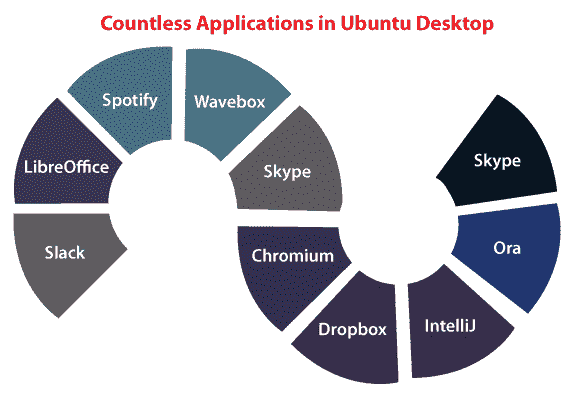 Countless Applications in Ubuntu Desktop
Slack
LibreOffice
Spotify
Wavebox
Skype
Chromium
Dropbox
IntelliJ
Ora
Skype